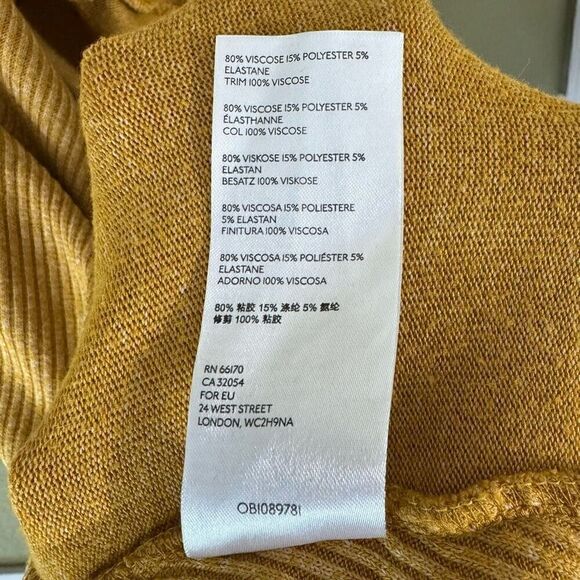 80% VISCOSE 15% POLYESTER 5%
ELASTANE
TRIM 100% VISCOSE
80% VISCOSE 15% POLYESTER 5%
ÉLASTHANNE
COL 100% VISCOSE
80% VISKOSE 15% POLYESTER 5%
ELASTAN
BESATZ 100% VISKOSE
80% VISCOSA 15% POLIESTERE
5% ELASTAN
FINITURA 100% VISCOSA
80% VISCOSA 15% POLIÉSTER 5%
ELASTANE
ADORNO 100% VISCOSA
80% 粘胶 15% 涤纶 5% 氨纶
修剪 100% 粘胶
RN 66170
CA 32054
FOR EU
24 WEST STREET
LONDON, WC2H9NA
OB1089781